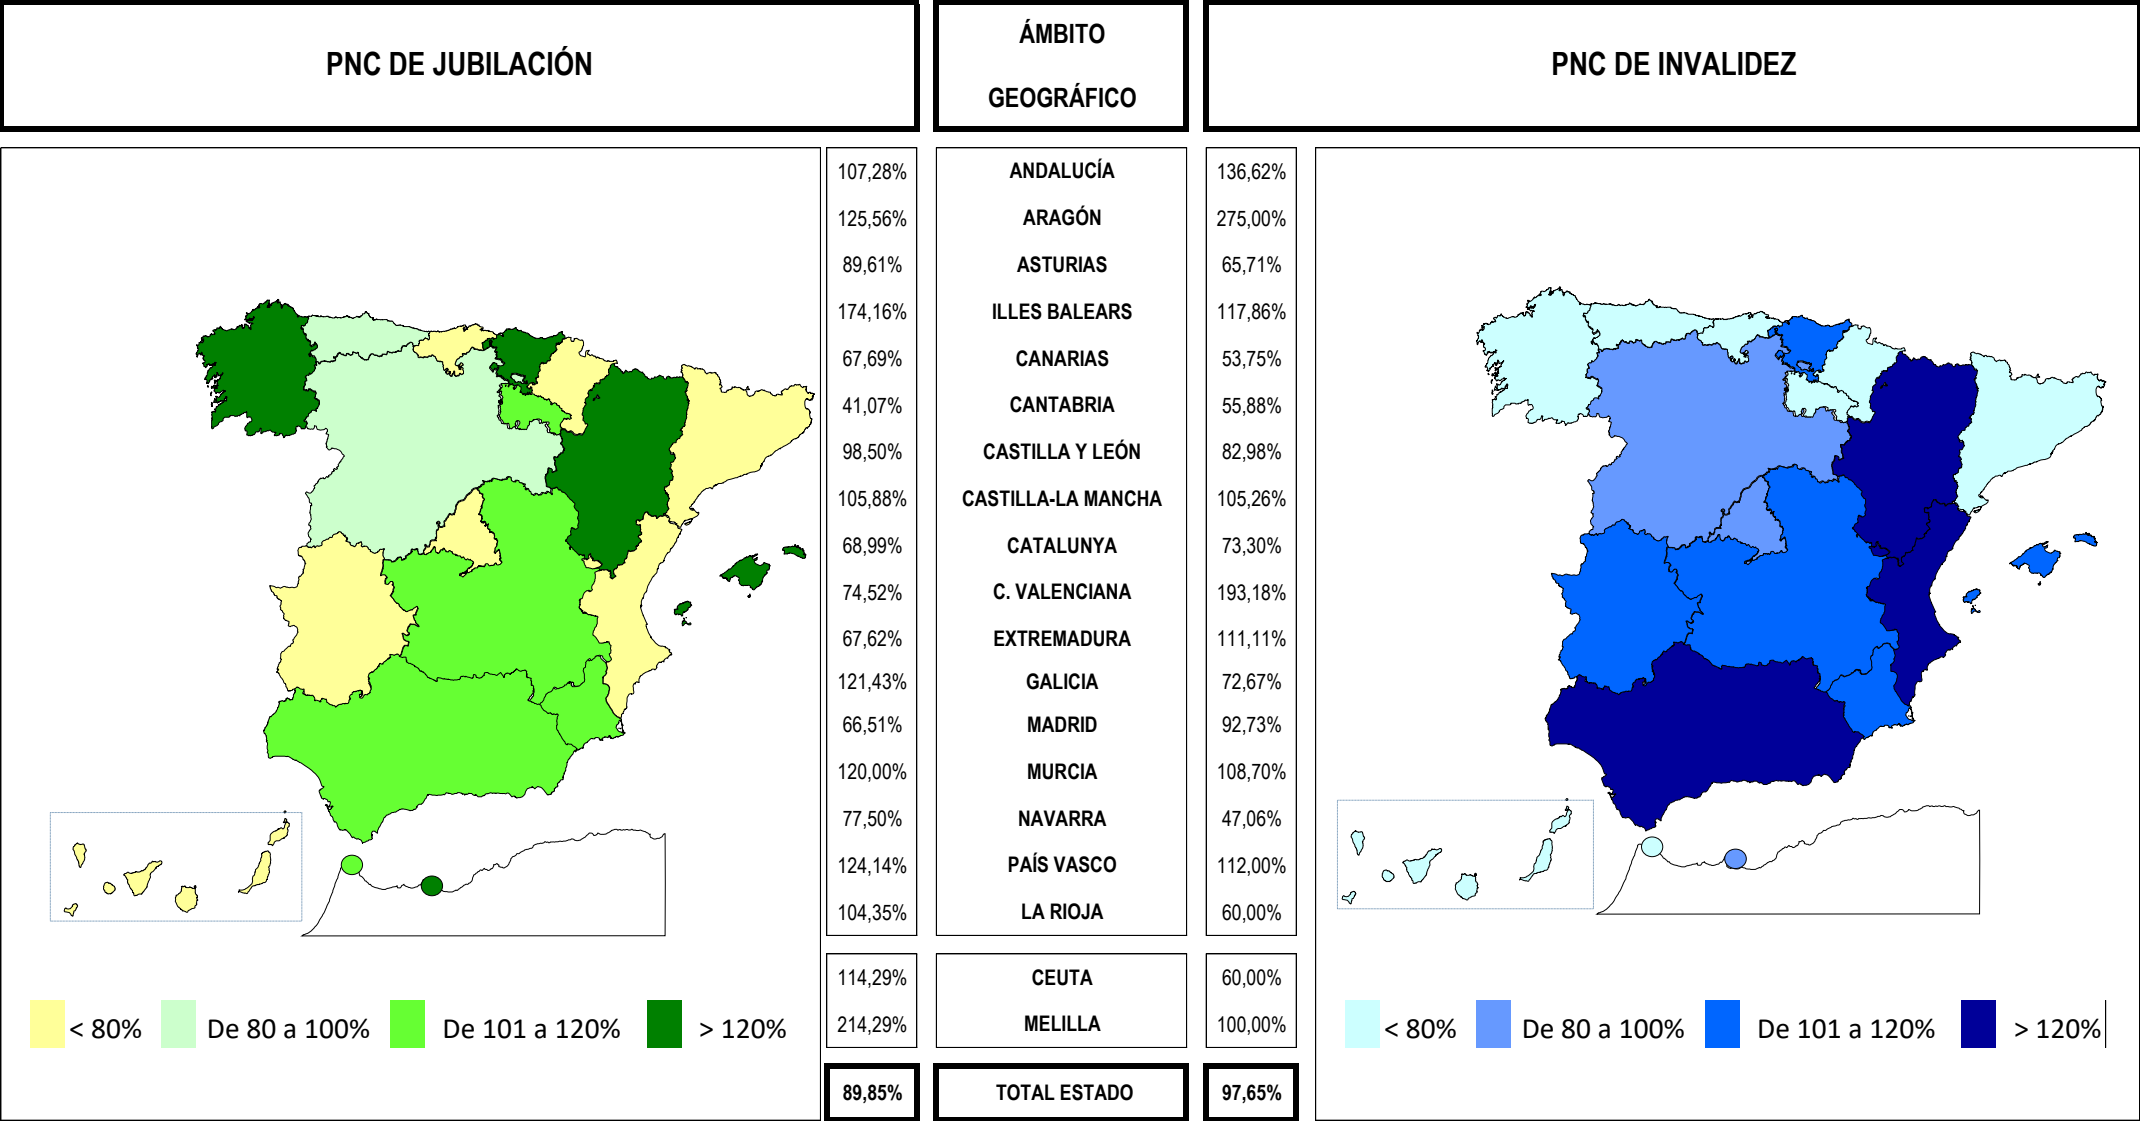 PNC DE JUBILACIÓN
ÁMBITO
GEOGRÁFICO
PNC DE INVALIDEZ
107,28% ANDALUCÍA 136,62%
125,56% ARAGÓN 275,00%
89,61% ASTURIAS 65,71%
174,16% ILLES BALEARS 117,86%
67,69% CANARIAS 53,75%
41,07% CANTABRIA 55,88%
98,50% CASTILLA Y LEÓN 82,98%
105,88% CASTILLA-LA MANCHA 105,26%
68,99% CATALUNYA 73,30%
74,52% C. VALENCIANA 193,18%
67,62% EXTREMADURA 111,11%
121,43% GALICIA 72,67%
66,51% MADRID 92,73%
120,00% MURCIA 108,70%
77,50% NAVARRA 47,06%
124,14% PAÍS VASCO 112,00%
104,35% LA RIOJA 60,00%
114,29% CEUTA 60,00%
214,29% MELILLA 100,00%
89,85% TOTAL ESTADO 97,65%
< 80% De 80 a 100% De 101 a 120% > 120%
< 80% De 80 a 100% De 101 a 120% > 120%